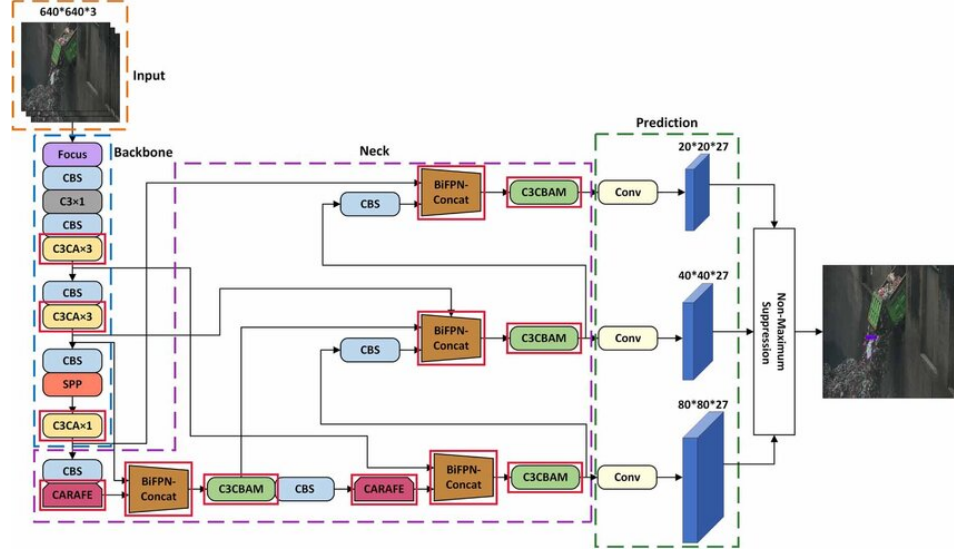 640*640*3
Input
Backbone
Focus
CBS
C3×1
CBS
C3CA×3
CBS
C3CA×3
CBS
SPP
C3CA×1
Neck
CBS
BiFPN-
Concat
C3CBAM
CBS
BiFPN-
Concat
C3CBAM
CBS
CARAFE
BiFPN-
Concat
C3CBAM
CBS
CARAFE
BiFPN-
Concat
C3CBAM
Prediction
Conv
20*20*27
Conv
40*40*27
Conv
80*80*27
Non-Maximum
Suppression